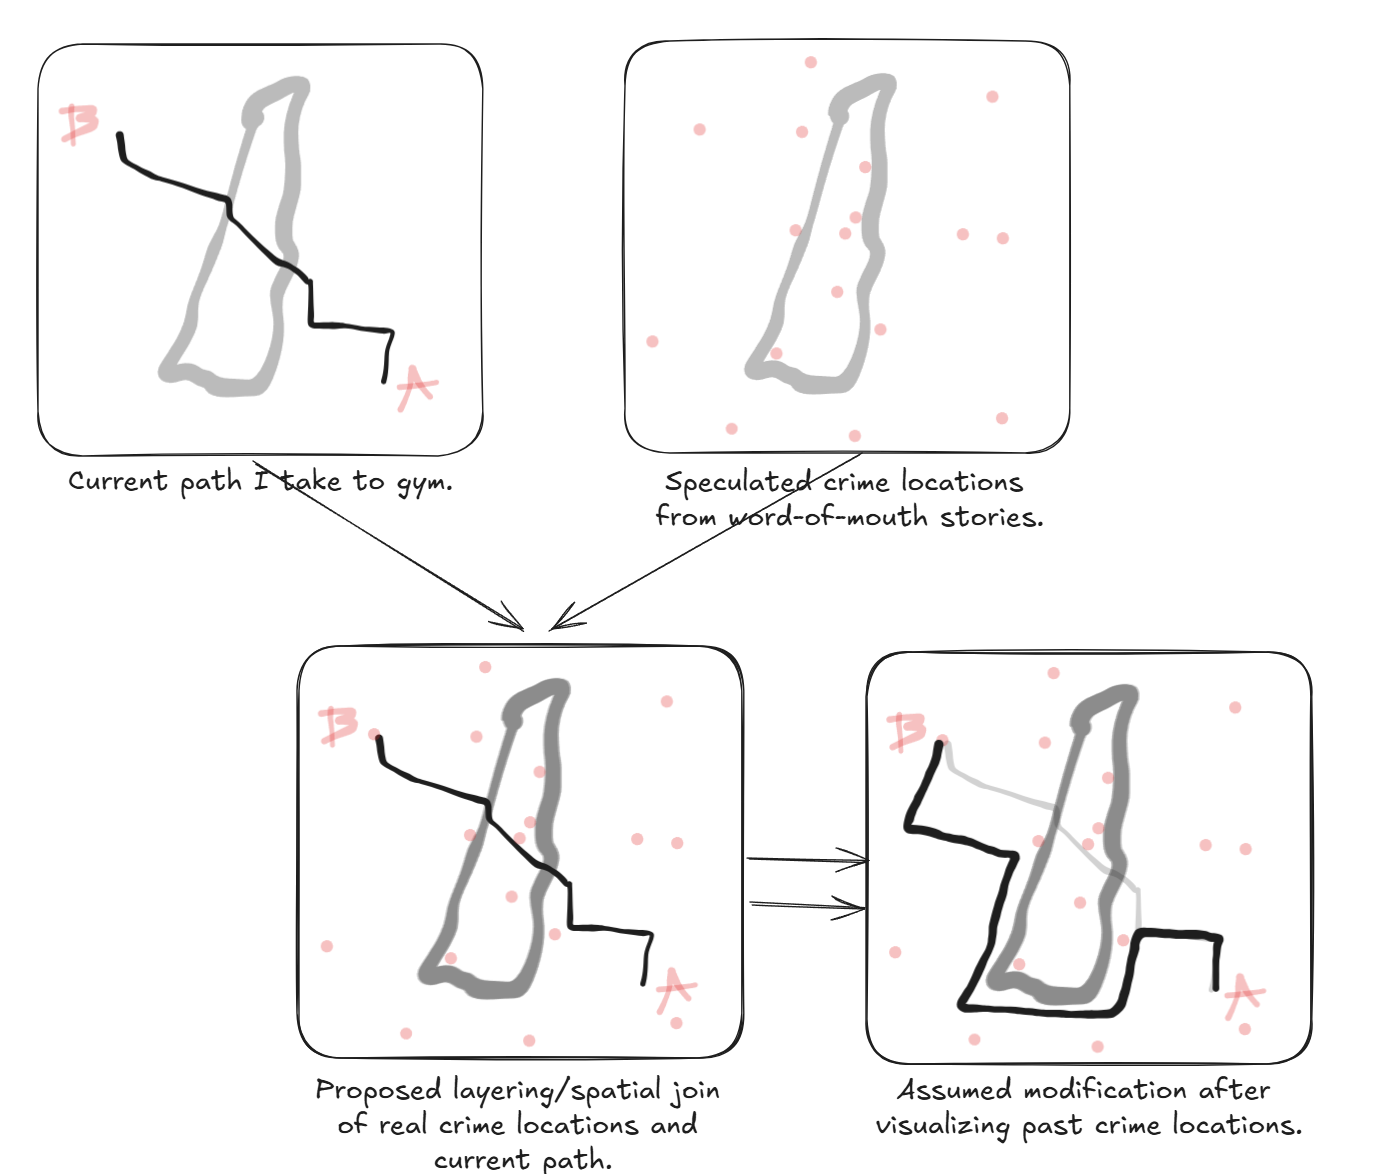 B
A
Current path I take to gym.
Speculated crime locations
from word-of-mouth stories.
B
A
B
A
Proposed layering/spatial join
of real crime locations and
current path.
Assumed modification after
visualizing past crime locations.